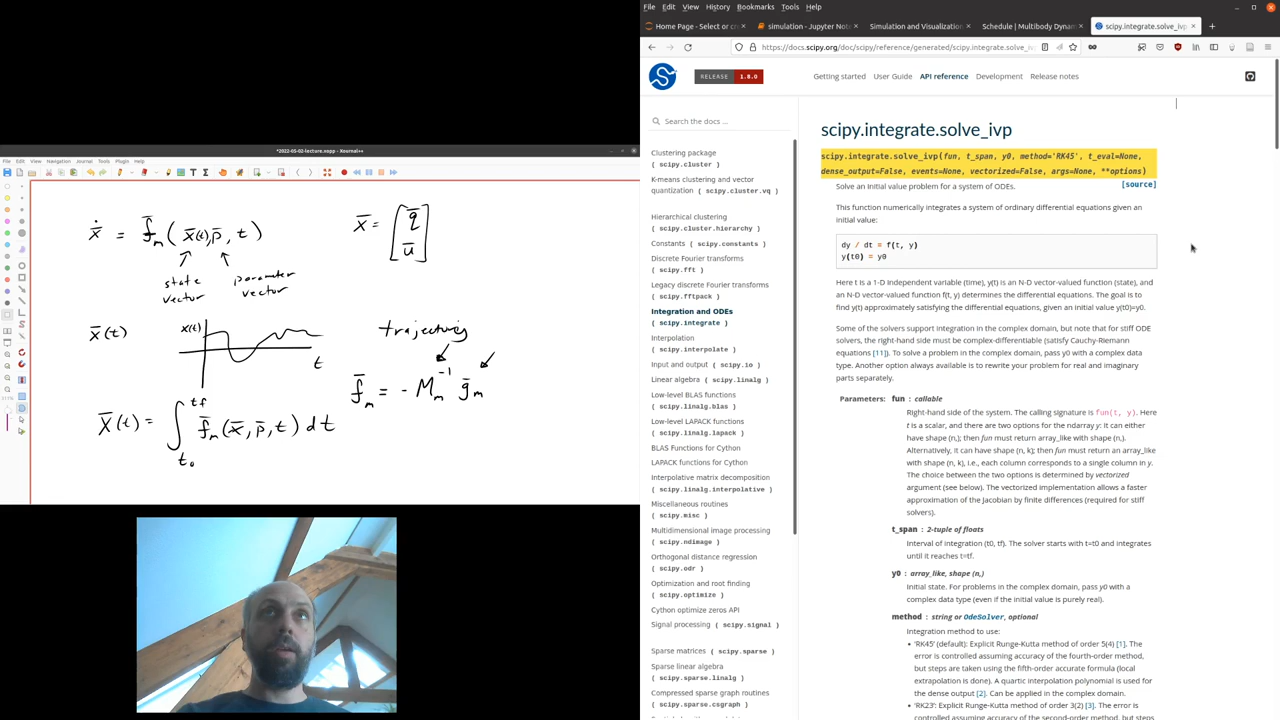 *2022-05-02-lecture.xopp - Xournal++
File Edit View Navigation Journal Tools Plugin Help
ẋ = f̄m ( x̄(t), p̄, t )
x̄ = [ q̄
ū ]
state vector
parameter vector
x̄(t)
x(t)
t
trajectories
f̄m = - Mm⁻¹ ḡm
x̄(t) = ∫ f̄m(x̄, p̄, t) dt
tf
t₀
File Edit View History Bookmarks Tools Help
Home Page - Select or cr
simulation - Jupyter Not
Simulation and Visualization
Schedule | Multibody Dynam
scipy.integrate.solve_ivp
https://docs.scipy.org/doc/scipy/reference/generated/scipy.integrate.solve_iv
RELEASE 1.8.0
Getting started User Guide API reference Development Release notes
Search the docs ...
Clustering package
( scipy.cluster )
K-means clustering and vector
quantization ( scipy.cluster.vq )
Hierarchical clustering
( scipy.cluster.hierarchy )
Constants ( scipy.constants )
Discrete Fourier transforms
( scipy.fft )
Legacy discrete Fourier transforms
( scipy.fftpack )
Integration and ODEs
( scipy.integrate )
Interpolation
( scipy.interpolate )
Input and output ( scipy.io )
Linear algebra ( scipy.linalg )
Low-level BLAS functions
( scipy.linalg.blas )
Low-level LAPACK functions
( scipy.linalg.lapack )
BLAS Functions for Cython
LAPACK functions for Cython
Interpolative matrix decomposition
( scipy.linalg.interpolative )
Miscellaneous routines
( scipy.misc )
Multidimensional image processing
( scipy.ndimage )
Orthogonal distance regression
( scipy.odr )
Optimization and root finding
( scipy.optimize )
Cython optimize zeros API
Signal processing ( scipy.signal )
Sparse matrices ( scipy.sparse )
Sparse linear algebra
( scipy.sparse.linalg )
Compressed sparse graph routines
( scipy.sparse.csgraph )
scipy.integrate.solve_ivp
scipy.integrate.solve_ivp(fun, t_span, y0, method='RK45', t_eval=None,
dense_output=False, events=None, vectorized=False, args=None, **options)
[source]
Solve an initial value problem for a system of ODEs.
This function numerically integrates a system of ordinary differential equations given an
initial value:
dy / dt = f(t, y)
y(t0) = y0
Here t is a 1-D independent variable (time), y(t) is an N-D vector-valued function (state), and
an N-D vector-valued function f(t, y) determines the differential equations. The goal is to
find y(t) approximately satisfying the differential equations, given an initial value y(t0)=y0.
Some of the solvers support integration in the complex domain, but note that for stiff ODE
solvers, the right-hand side must be complex-differentiable (satisfy Cauchy-Riemann
equations [11]). To solve a problem in the complex domain, pass y0 with a complex data
type. Another option always available is to rewrite your problem for real and imaginary
parts separately.
Parameters: fun : callable
Right-hand side of the system. The calling signature is fun(t, y). Here
t is a scalar, and there are two options for the ndarray y: It can either
have shape (n,); then fun must return array_like with shape (n,).
Alternatively, it can have shape (n, k); then fun must return an array_like
with shape (n, k), i.e., each column corresponds to a single column in y.
The choice between the two options is determined by vectorized
argument (see below). The vectorized implementation allows a faster
approximation of the Jacobian by finite differences (required for stiff
solvers).
t_span : 2-tuple of floats
Interval of integration (t0, tf). The solver starts with t=t0 and integrates
until it reaches t=tf.
y0 : array_like, shape (n,)
Initial state. For problems in the complex domain, pass y0 with a
complex data type (even if the initial value is purely real).
method : string or OdeSolver, optional
Integration method to use:
• 'RK45' (default): Explicit Runge-Kutta method of order 5(4) [1]. The
error is controlled assuming accuracy of the fourth-order method,
but steps are taken using the fifth-order accurate formula (local
extrapolation is done). A quartic interpolation polynomial is used for
the dense output [2]. Can be applied in the complex domain.
• 'RK23': Explicit Runge-Kutta method of order 3(2) [3]. The error is
controlled assuming accuracy of the second-order method, but steps